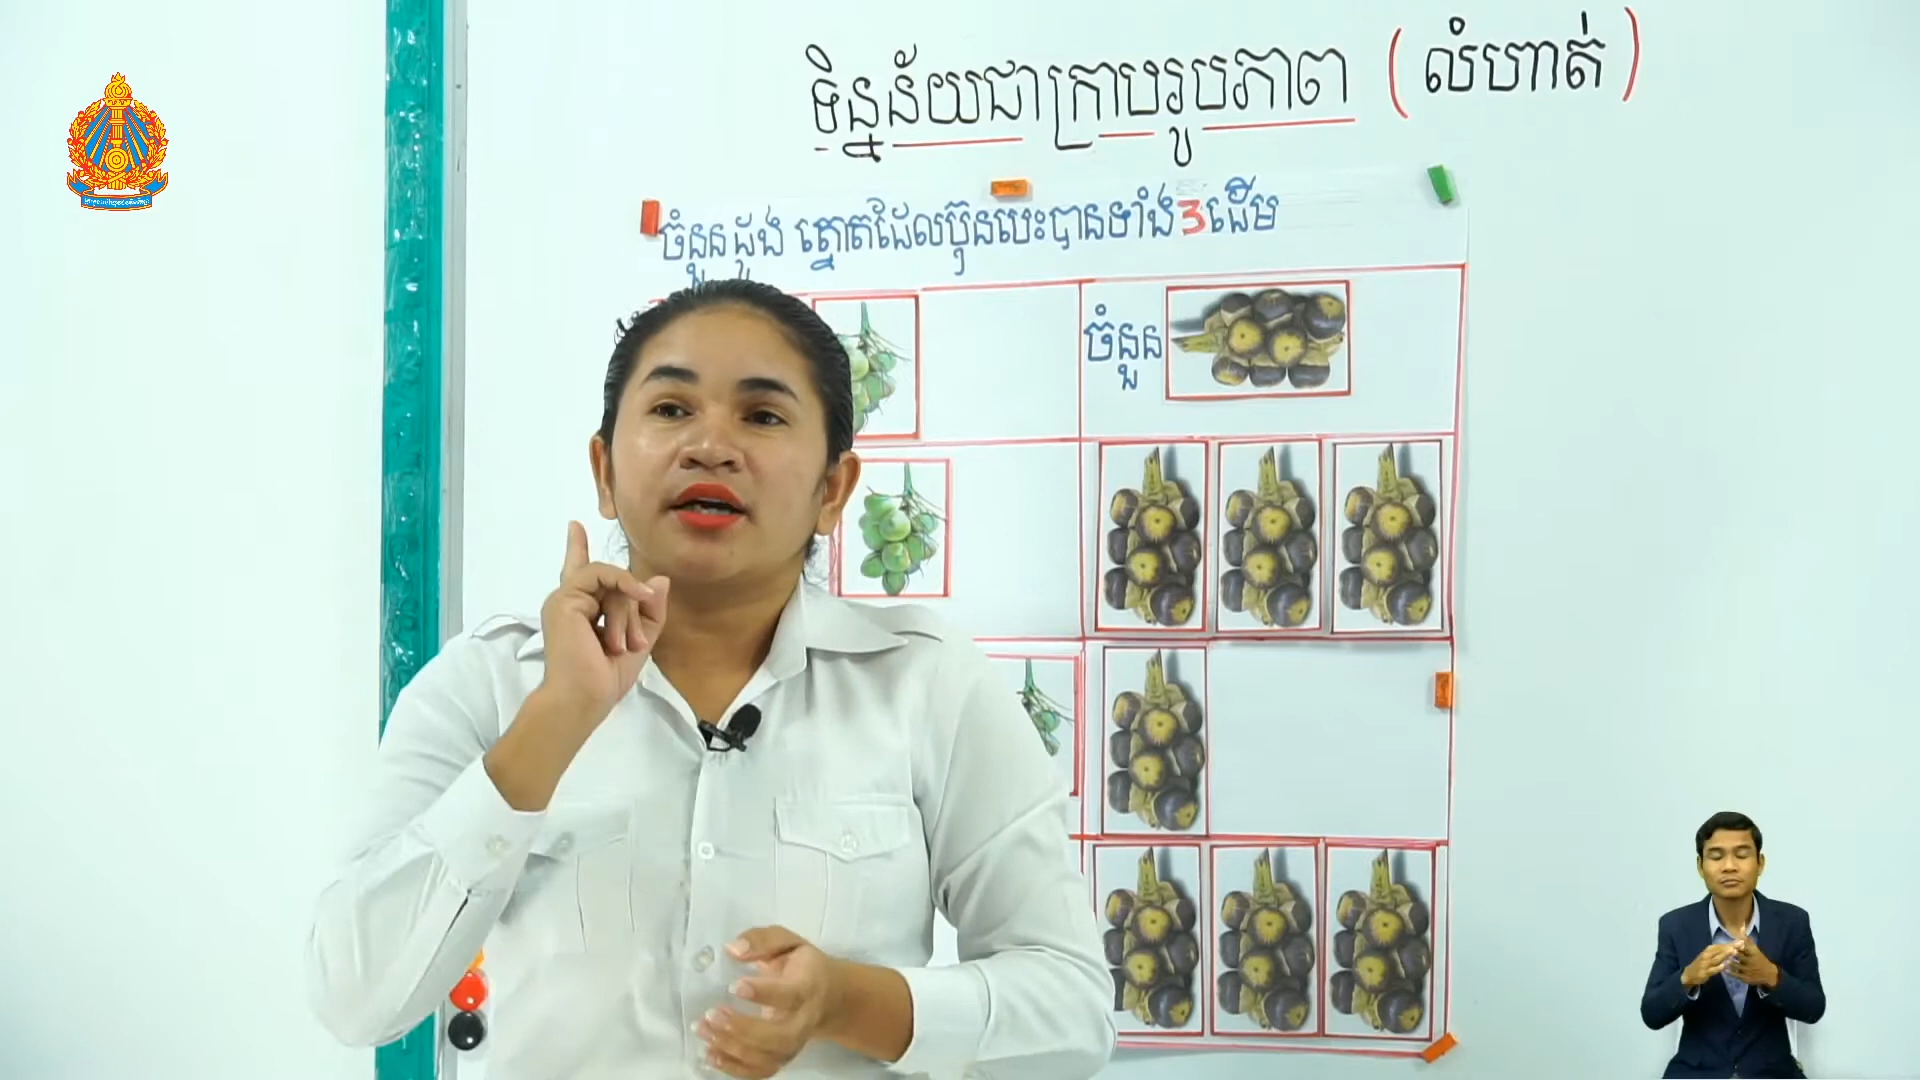 ទិន្នន័យជាក្រាបរូបភាព (លំហាត់)
ចំនួនដូង ត្នោតដែលប៊ុនបេះបានទាំង3ដើម
ចំនួន